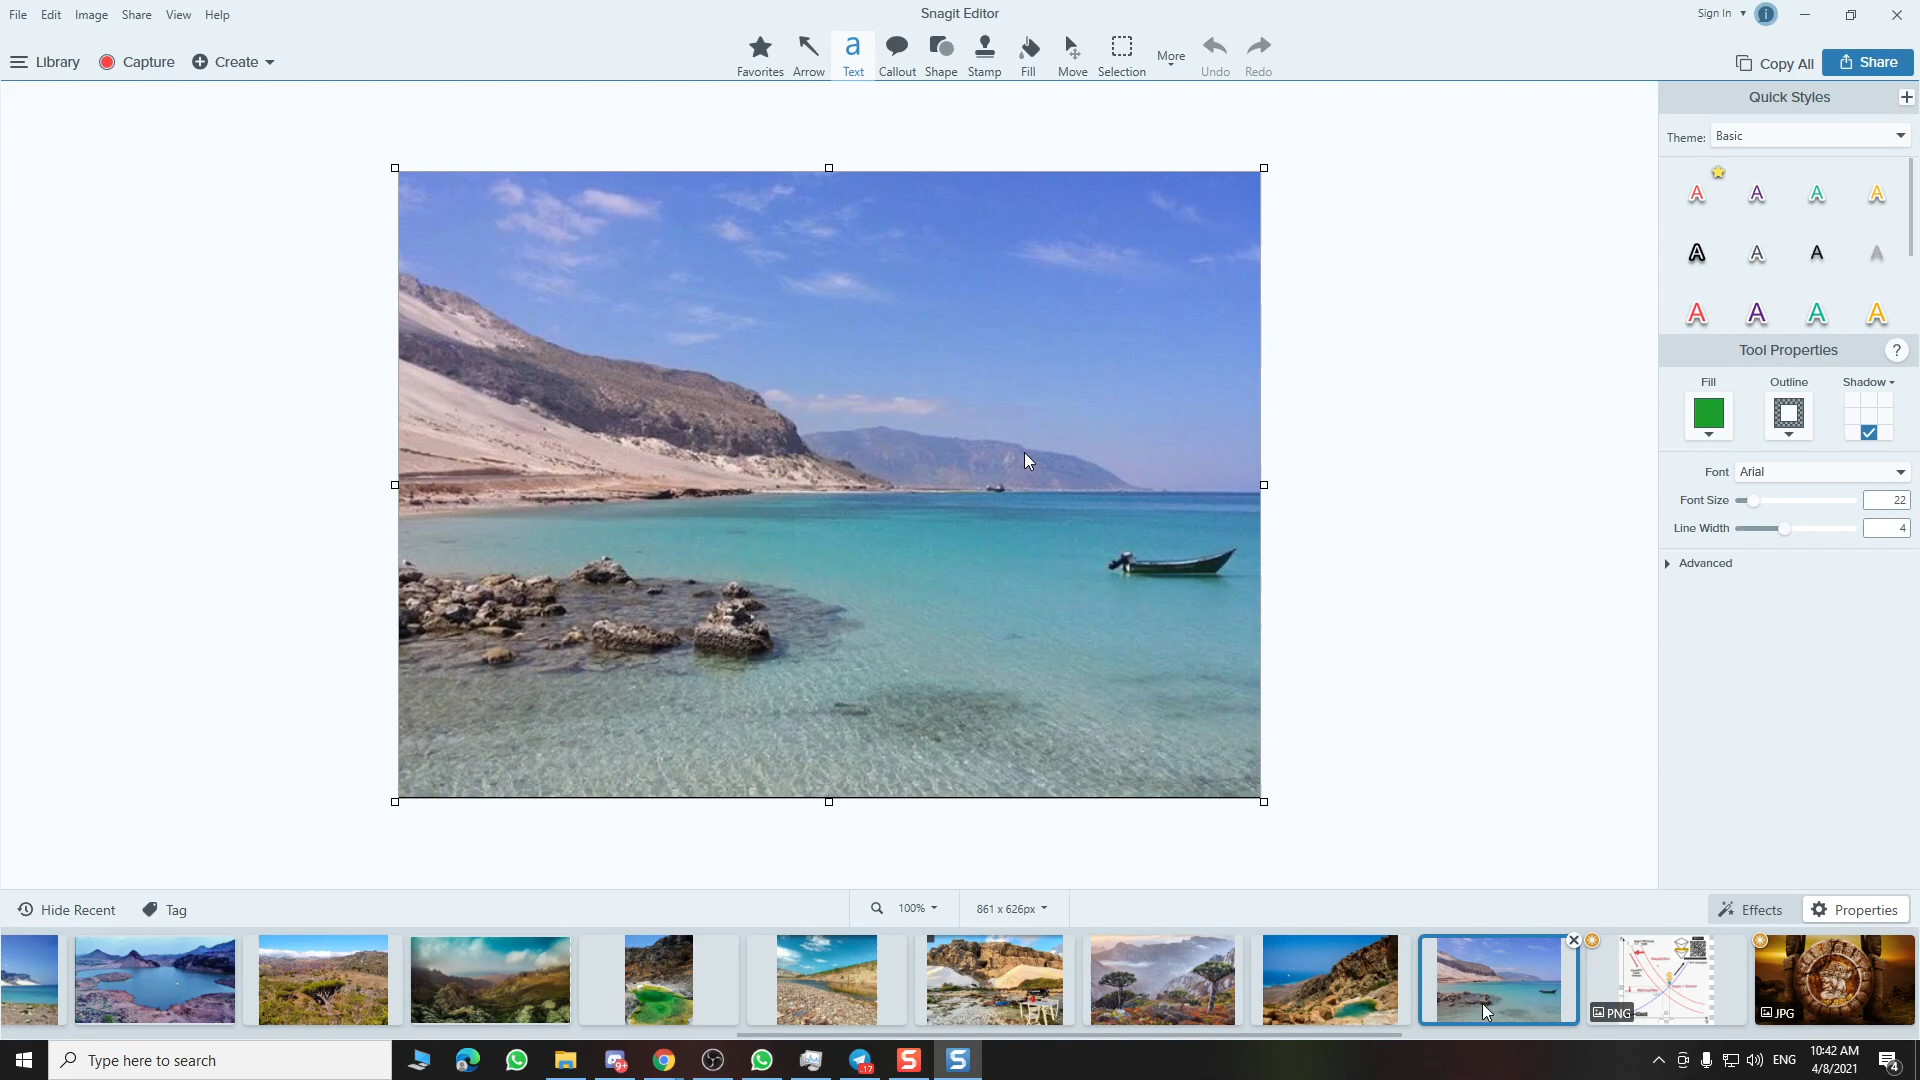 File Edit Image Share View Help
Snagit Editor
Sign In
Library Capture Create
Favorites Arrow Text Callout Shape Stamp Fill Move Selection More Undo Redo
Copy All Share
Quick Styles
Theme: Basic
Tool Properties ?
Fill Outline Shadow
Font Arial
Font Size 22
Line Width 4
Advanced
Hide Recent Tag
100% 861 x 626px
Effects Properties
PNG
JPG
Type here to search
9+
17
ENG
10:42 AM
4/8/2021
4